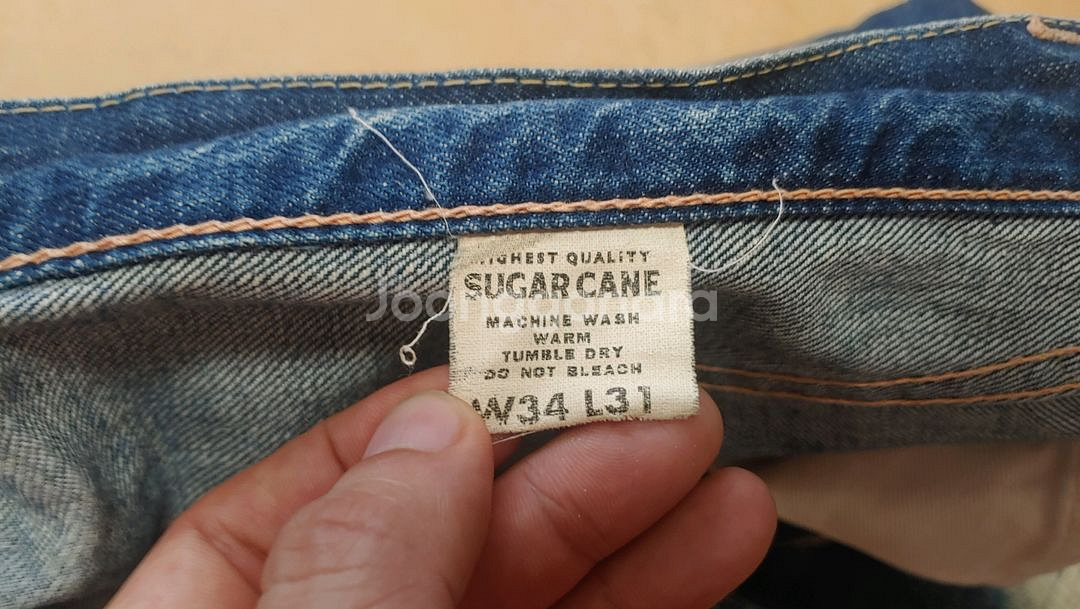 HIGHEST QUALITY
SUGAR CANE
MACHINE WASH
WARM
TUMBLE DRY
DO NOT BLEACH
W34 L31